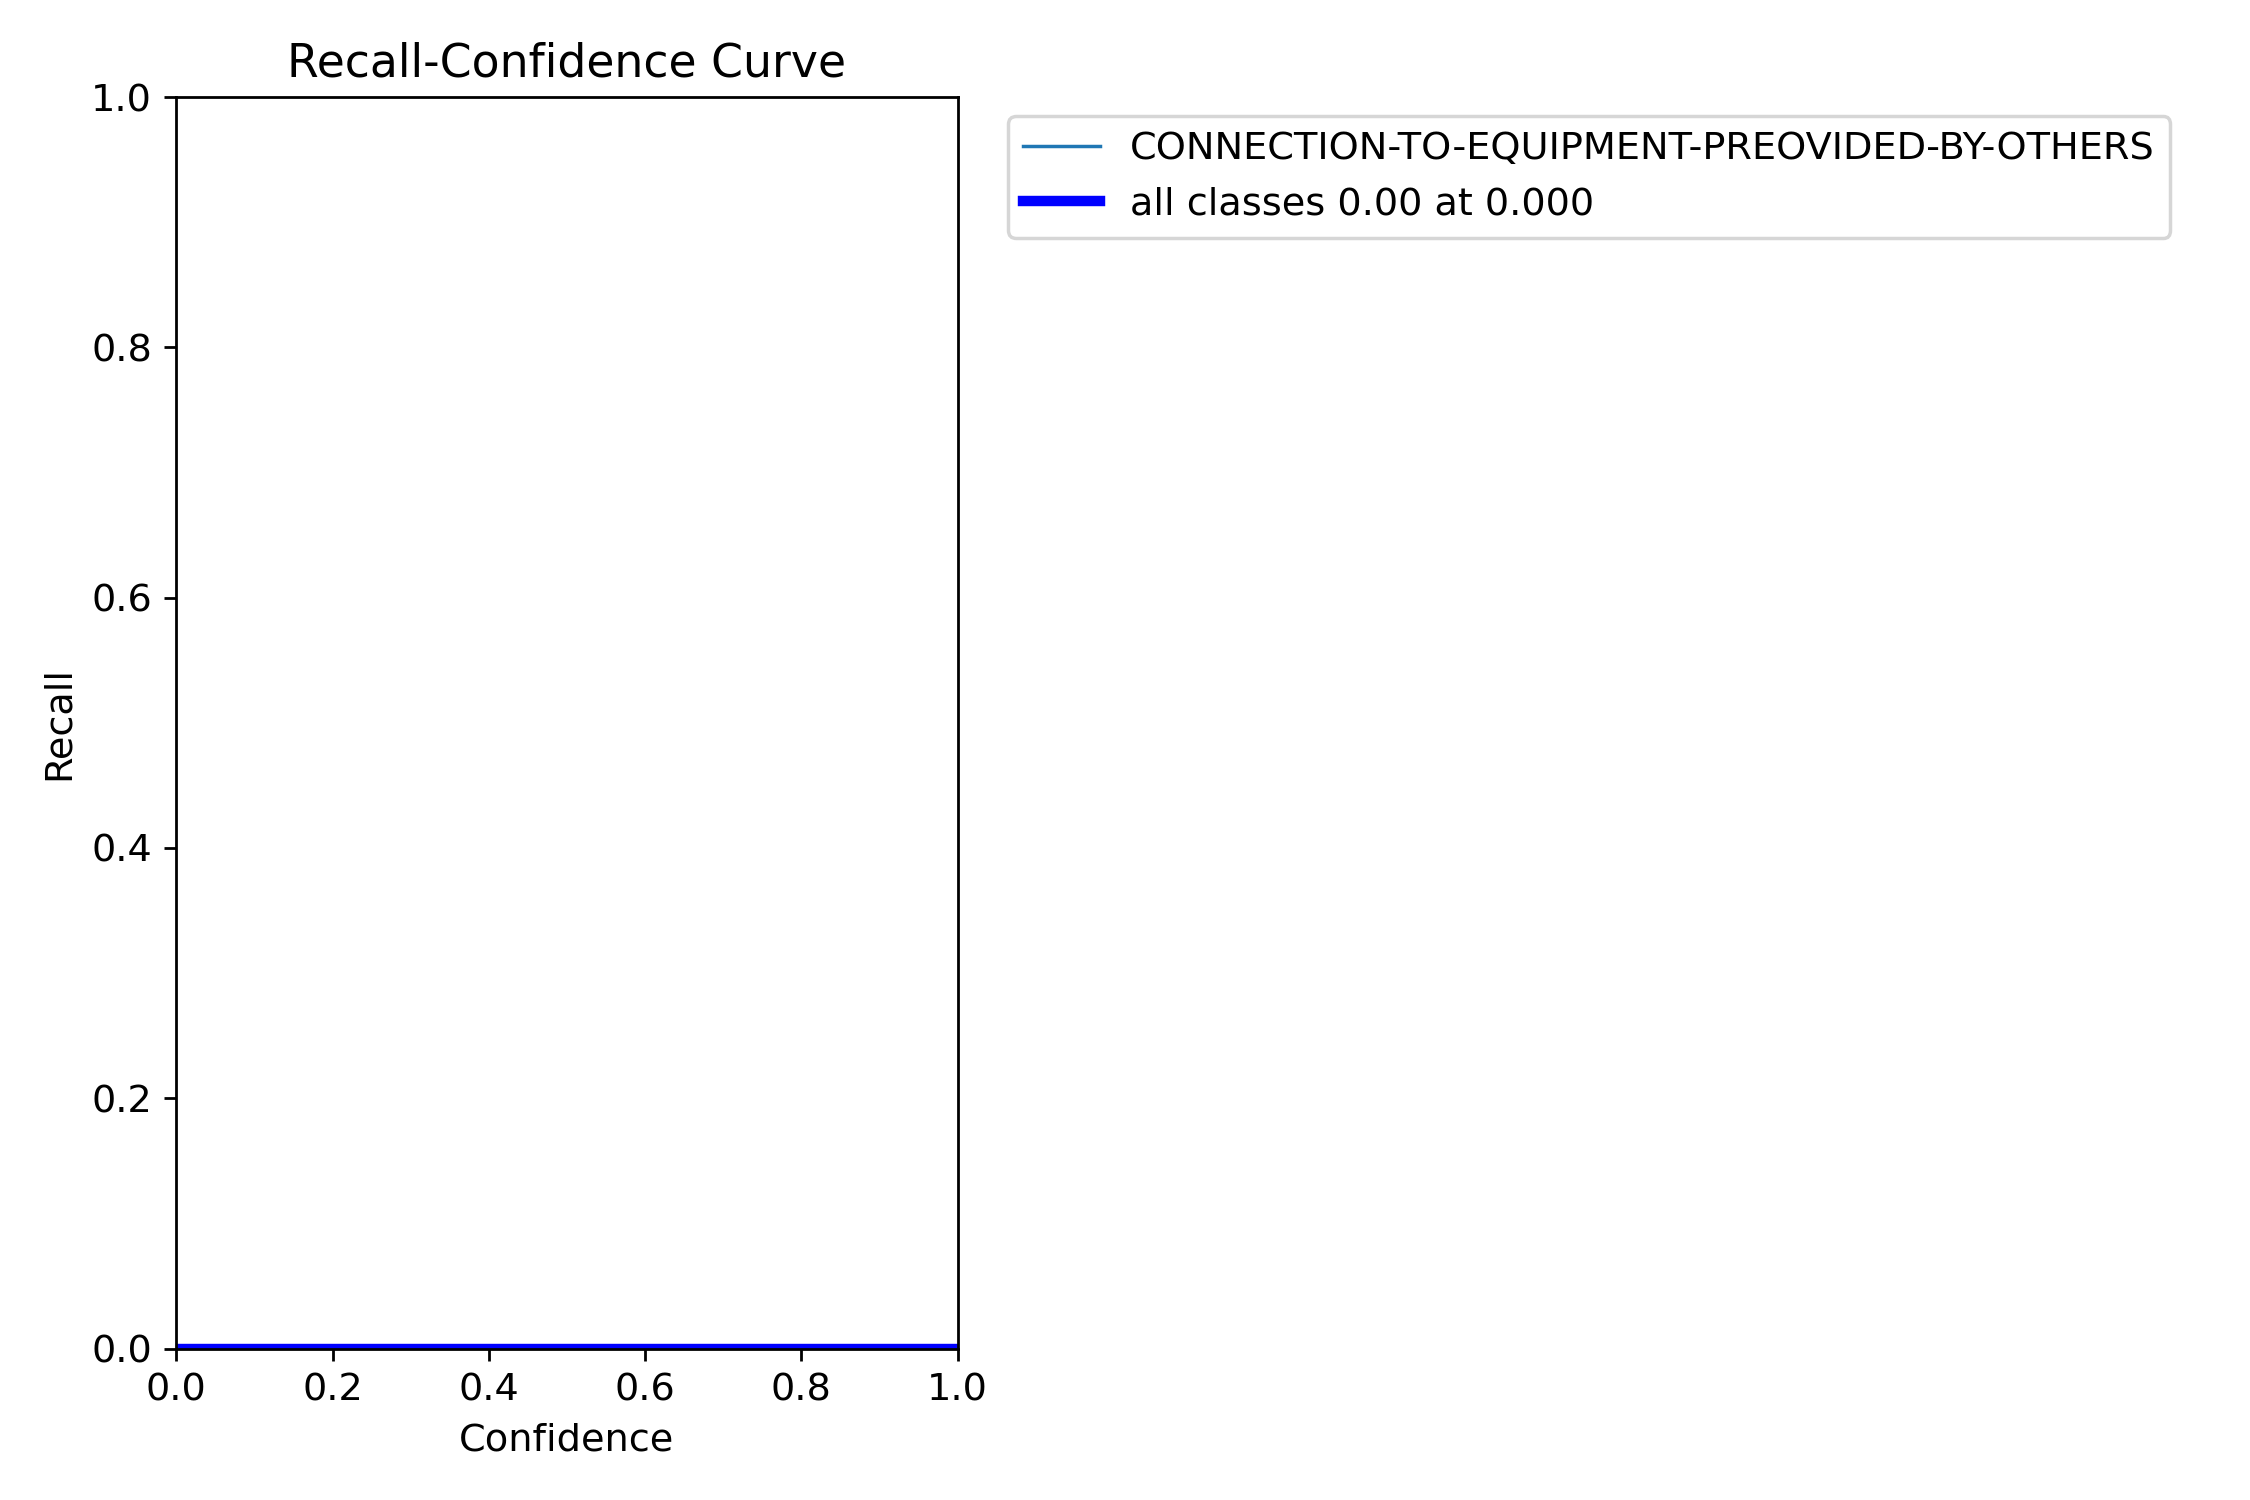 Recall-Confidence Curve
1.0
0.8
0.6
0.4
0.2
0.0
Recall
0.0 0.2 0.4 0.6 0.8 1.0
Confidence
CONNECTION-TO-EQUIPMENT-PREOVIDED-BY-OTHERS
all classes 0.00 at 0.000